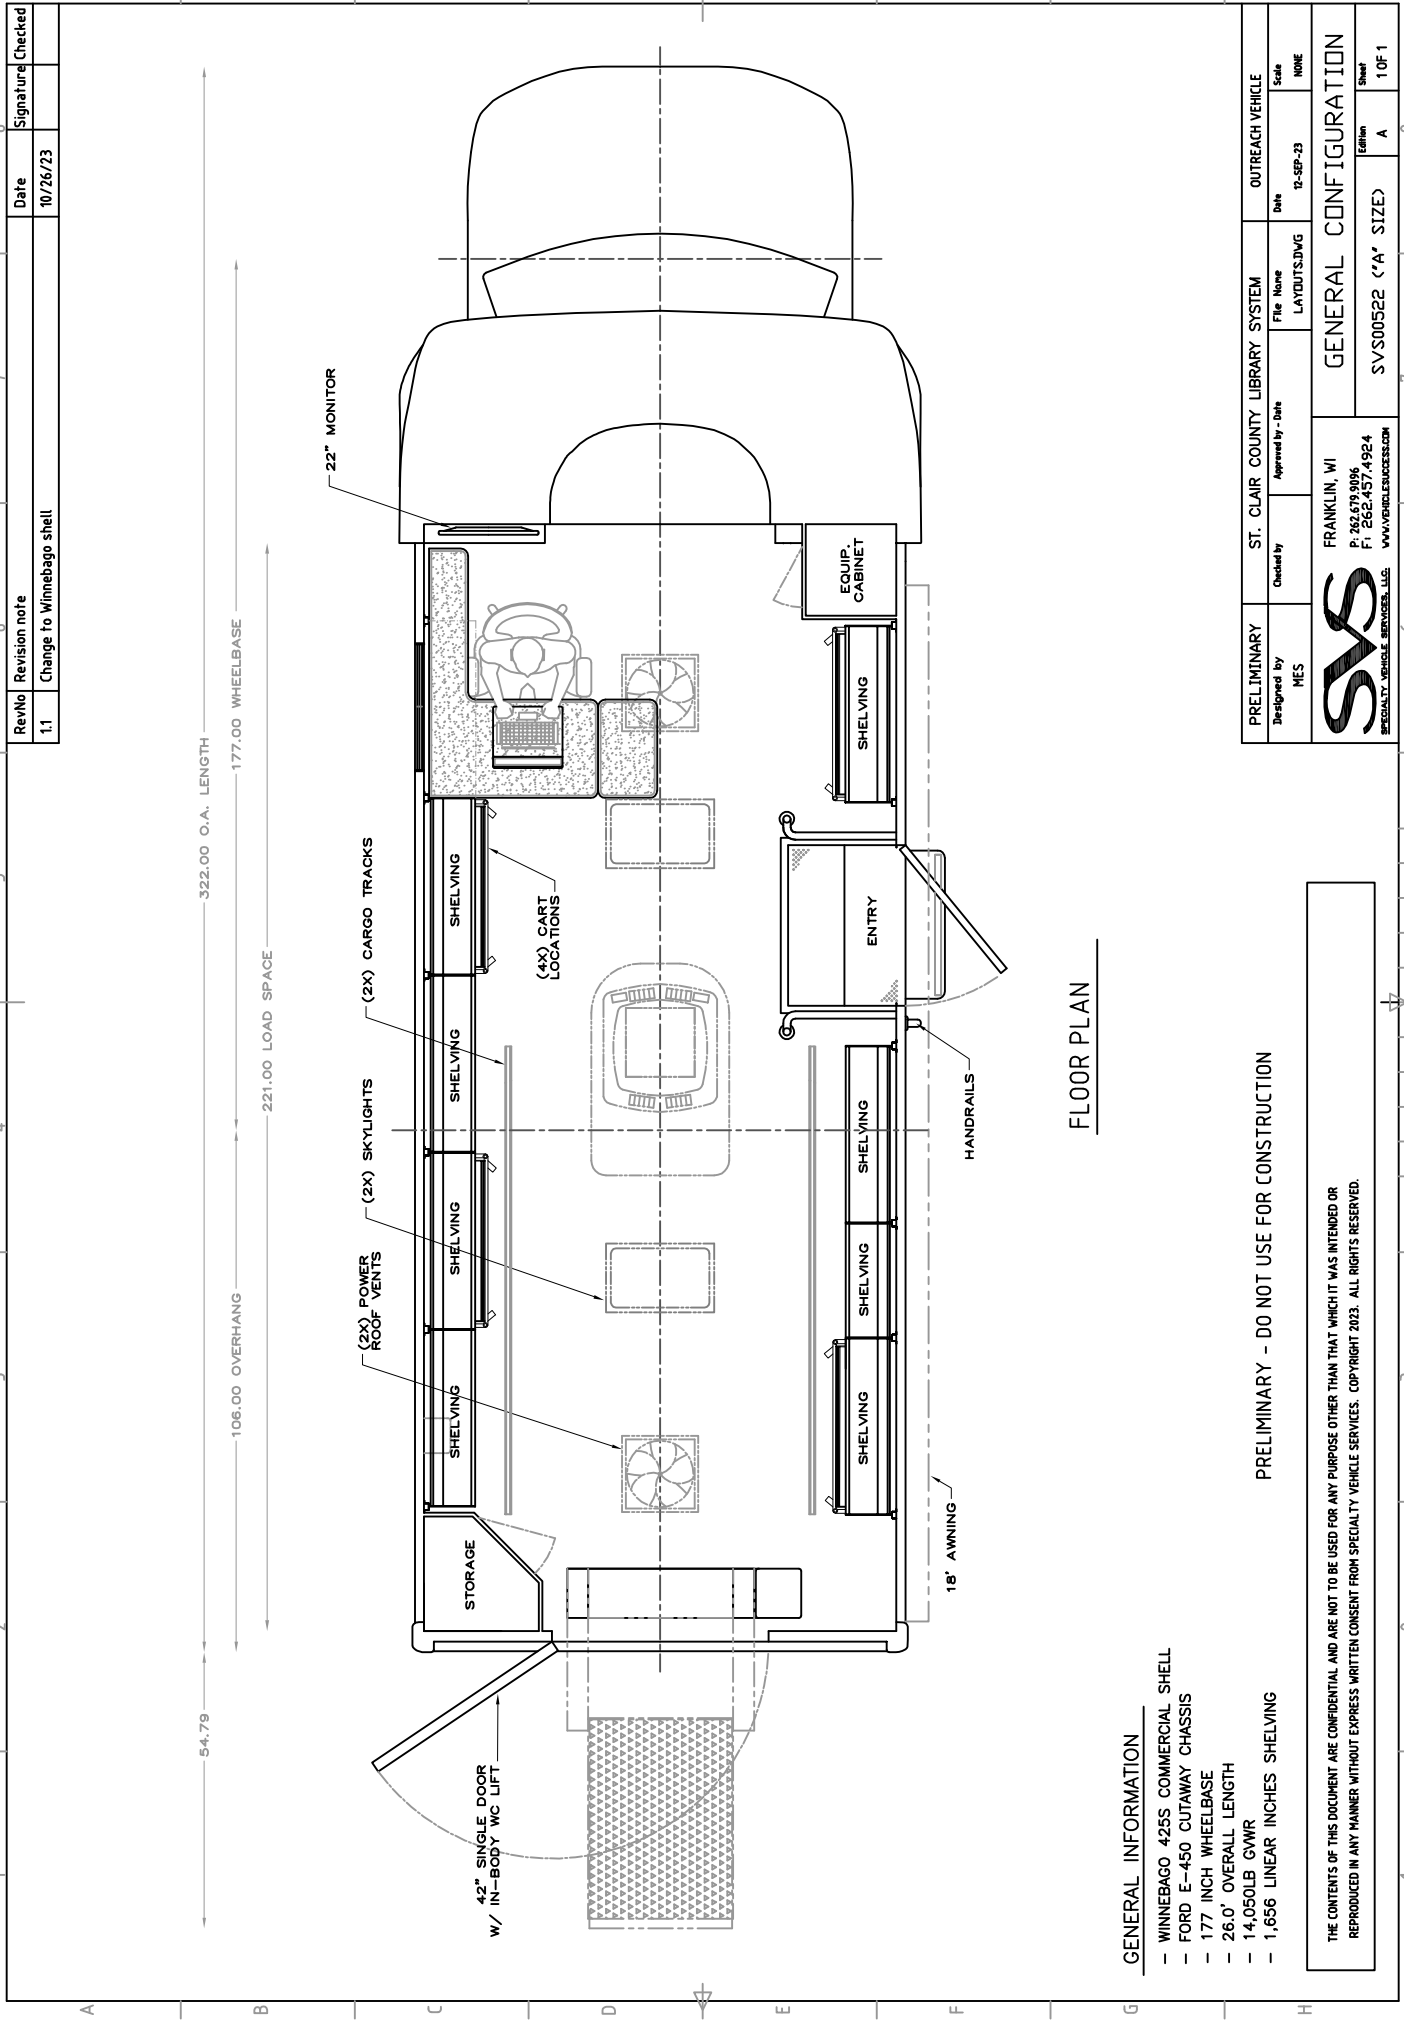 RevNo Revision note Date Signature Checked
1.1 Change to Winnebago shell 10/26/23
54.79
322.00 O.A. LENGTH
106.00 OVERHANG
177.00 WHEELBASE
221.00 LOAD SPACE
22" MONITOR
(2X) POWER
ROOF VENTS
(2X) SKYLIGHTS
(2X) CARGO TRACKS
STORAGE
SHELVING
SHELVING
SHELVING
SHELVING
42" SINGLE DOOR
W/ IN-BODY WC LIFT
(4X) CART
LOCATIONS
EQUIP.
CABINET
SHELVING
SHELVING
SHELVING
ENTRY
SHELVING
18' AWNING
HANDRAILS
FLOOR PLAN
GENERAL INFORMATION
- WINNEBAGO 425S COMMERCIAL SHELL
- FORD E-450 CUTAWAY CHASSIS
- 177 INCH WHEELBASE
- 26.0' OVERALL LENGTH
- 14,050LB GVWR
- 1,656 LINEAR INCHES SHELVING
PRELIMINARY - DO NOT USE FOR CONSTRUCTION
THE CONTENTS OF THIS DOCUMENT ARE CONFIDENTIAL AND ARE NOT TO BE USED FOR ANY PURPOSE OTHER THAN THAT WHICH IT WAS INTENDED OR
REPRODUCED IN ANY MANNER WITHOUT EXPRESS WRITTEN CONSENT FROM SPECIALTY VEHICLE SERVICES. COPYRIGHT 2023. ALL RIGHTS RESERVED.
PRELIMINARY ST. CLAIR COUNTY LIBRARY SYSTEM OUTREACH VEHICLE
Designed by Checked by Approved by - Date File Name Date Scale
MES LAYOUTS.DWG 12-SEP-23 NONE
SVS
SPECIALTY VEHICLE SERVICES, LLC.
FRANKLIN, WI
P: 262.679.9096
F: 262.457.4924
WWW.VEHICLESUCCESS.COM
GENERAL CONFIGURATION
SVS00522 ("A" SIZE)
Edition
A
Sheet
1 OF 1
A
B
C
D
E
F
G
H